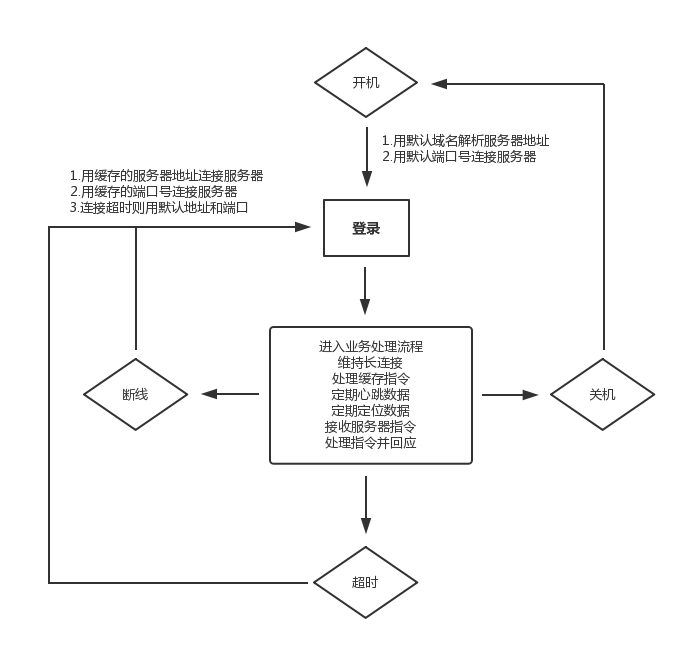 开机
1.用默认域名解析服务器地址
2.用默认端口号连接服务器
1.用缓存的服务器地址连接服务器
2.用缓存的端口号连接服务器
3.连接超时则用默认地址和端口
登录
进入业务处理流程
维持长连接
处理缓存指令
定期心跳数据
定期定位数据
接收服务器指令
处理指令并回应
断线
关机
超时